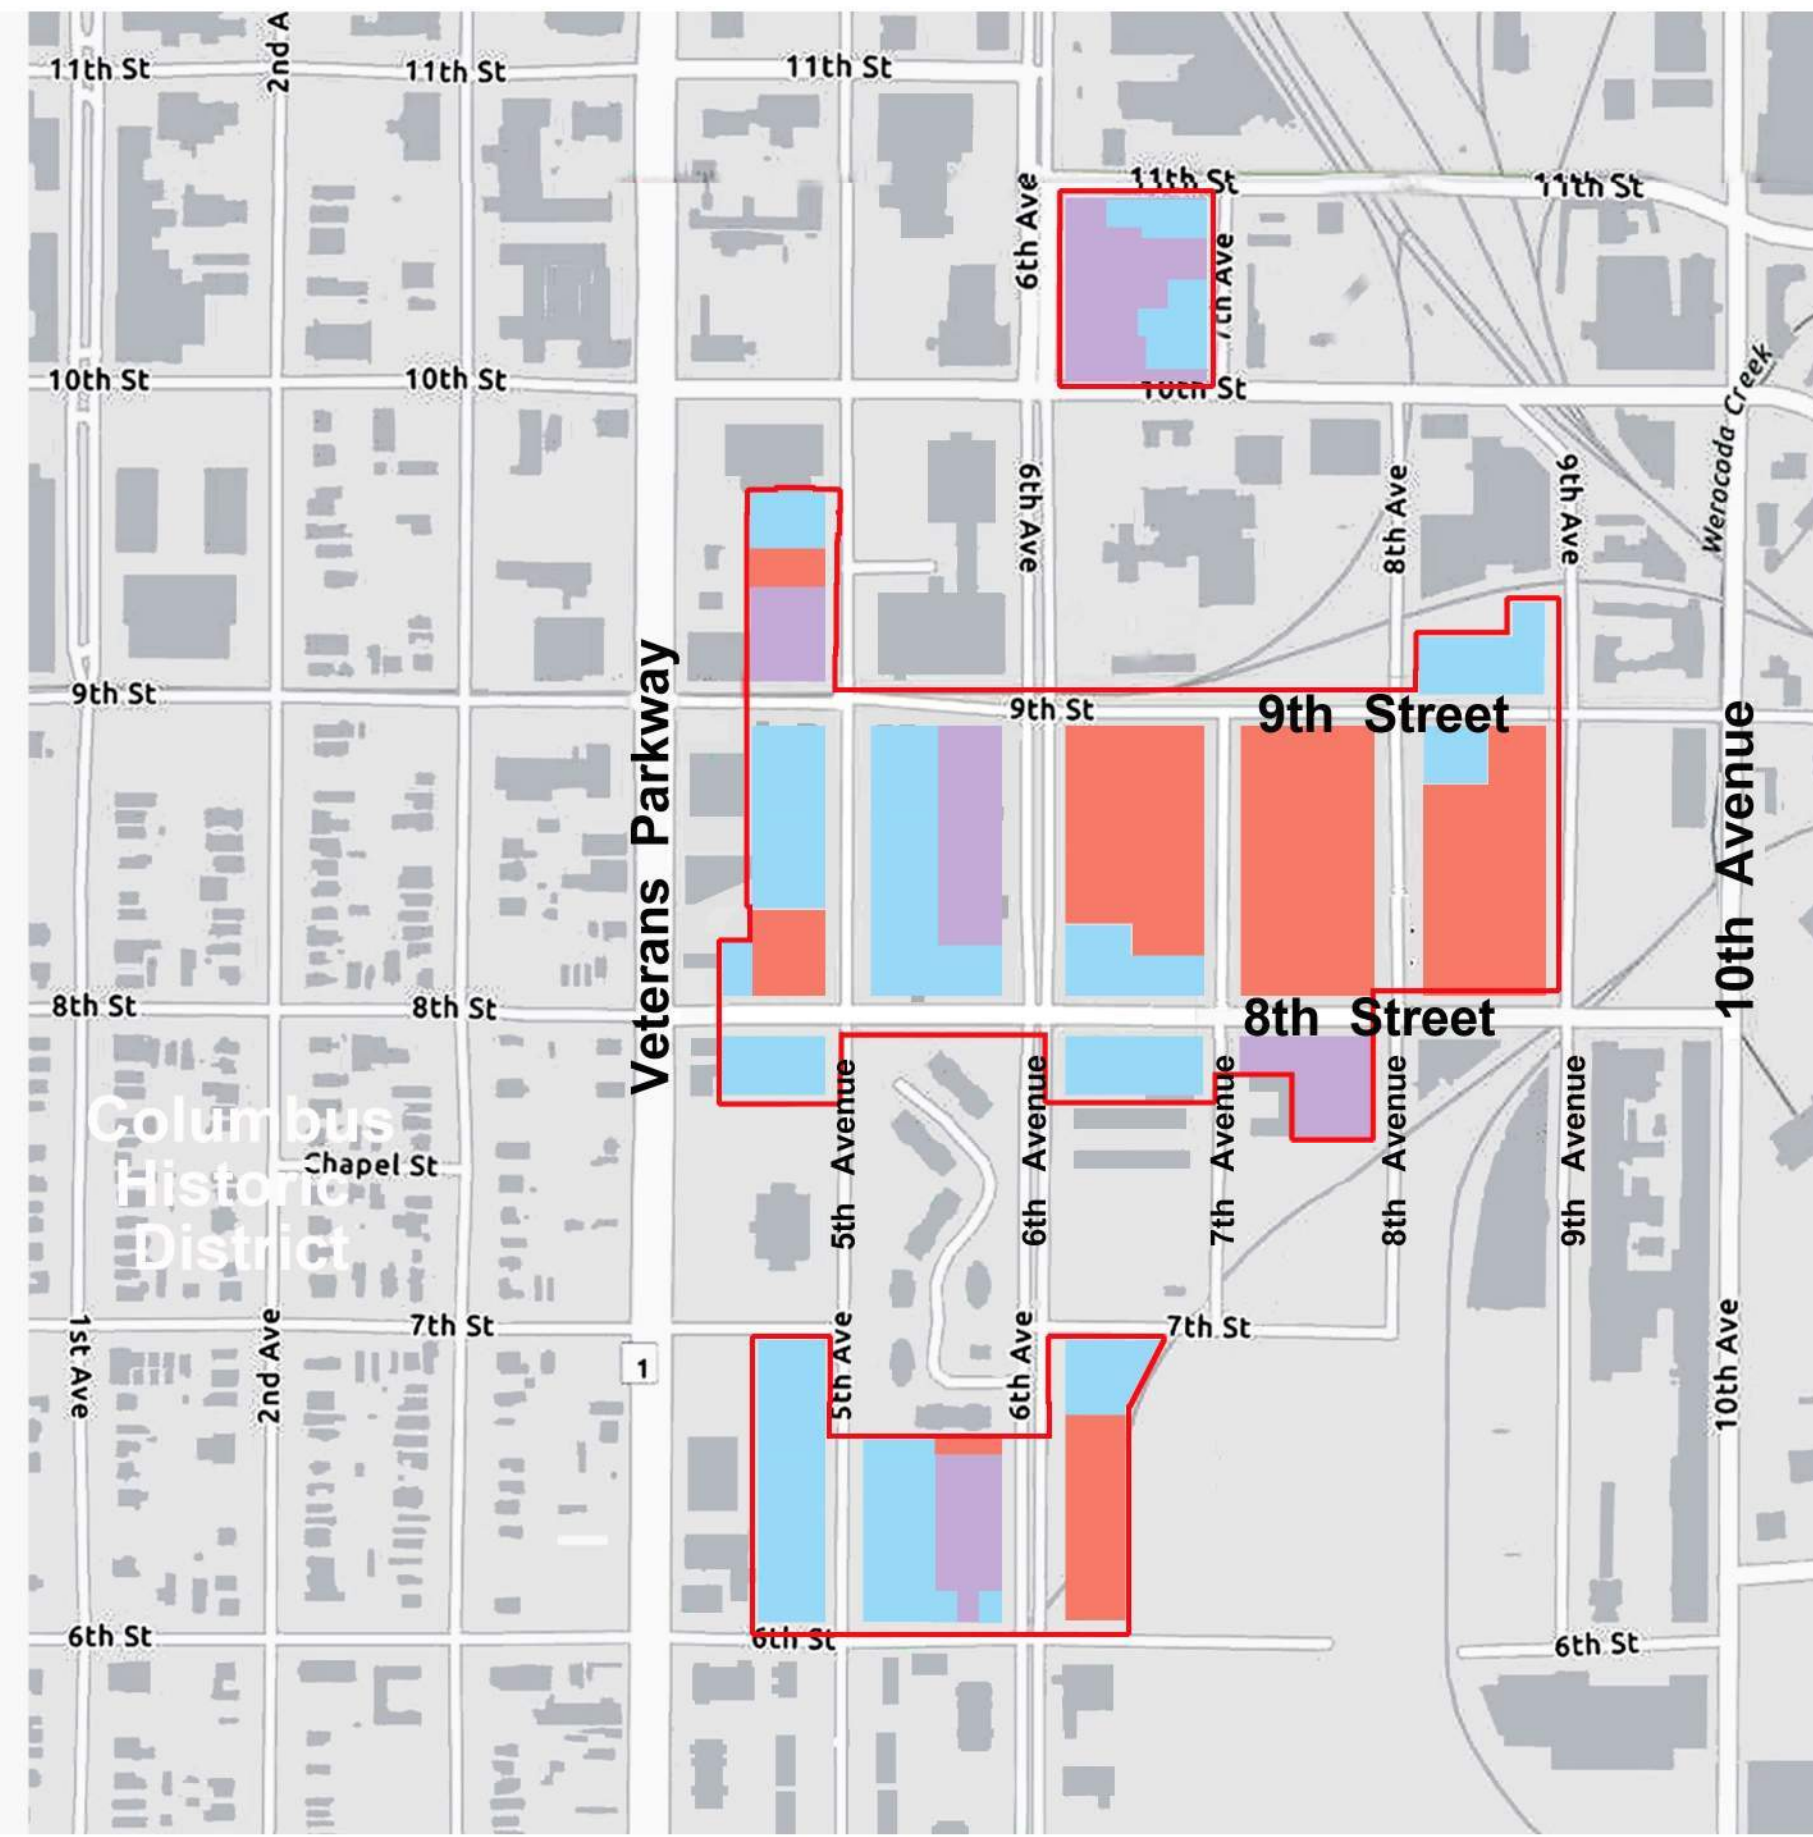 2nd A
11th St
11th St
11th St
11th St
11th St
6th Ave
7th Ave
10th St
10th St
10th St
Werocoda Creek
6th Ave
8th Ave
9th Ave
9th St
9th St
9th Street
Veterans Parkway
10th Avenue
8th St
8th St
8th Street
Columbus
Historic
District
Chapel St
5th Avenue
6th Avenue
7th Avenue
8th Avenue
9th Avenue
1st Ave
2nd Ave
7th St
1
5th Ave
6th Ave
7th St
10th Ave
6th St
6th St
6th St